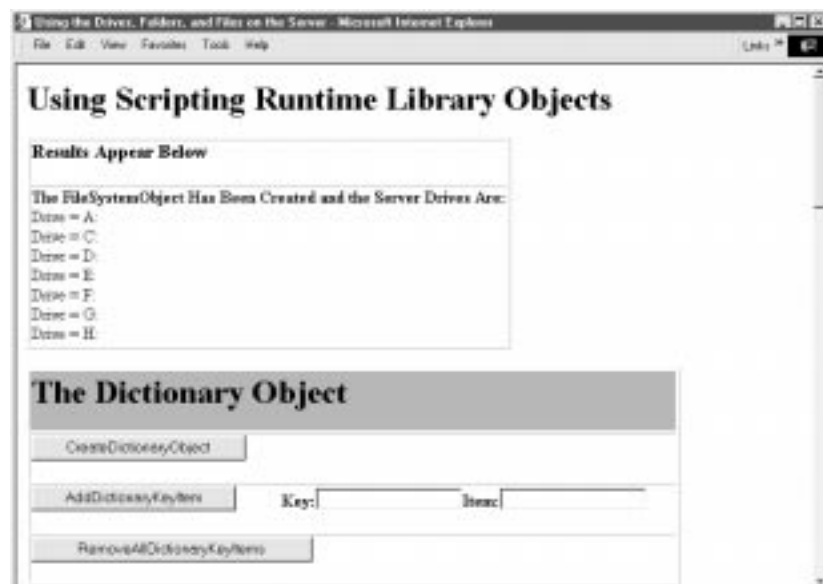 Using the Drives, Folders, and Files on the Server - Microsoft Internet Explorer
File Edit View Favorites Tools Help Links »
Using Scripting Runtime Library Objects
Results Appear Below
The FileSystemObject Has Been Created and the Server Drives Are:
Drive = A:
Drive = C:
Drive = D:
Drive = E:
Drive = F:
Drive = G:
Drive = H:
The Dictionary Object
CreateDictionaryObject
AddDictionaryKeyItem Key: Item:
RemoveAllDictionaryKeyItems